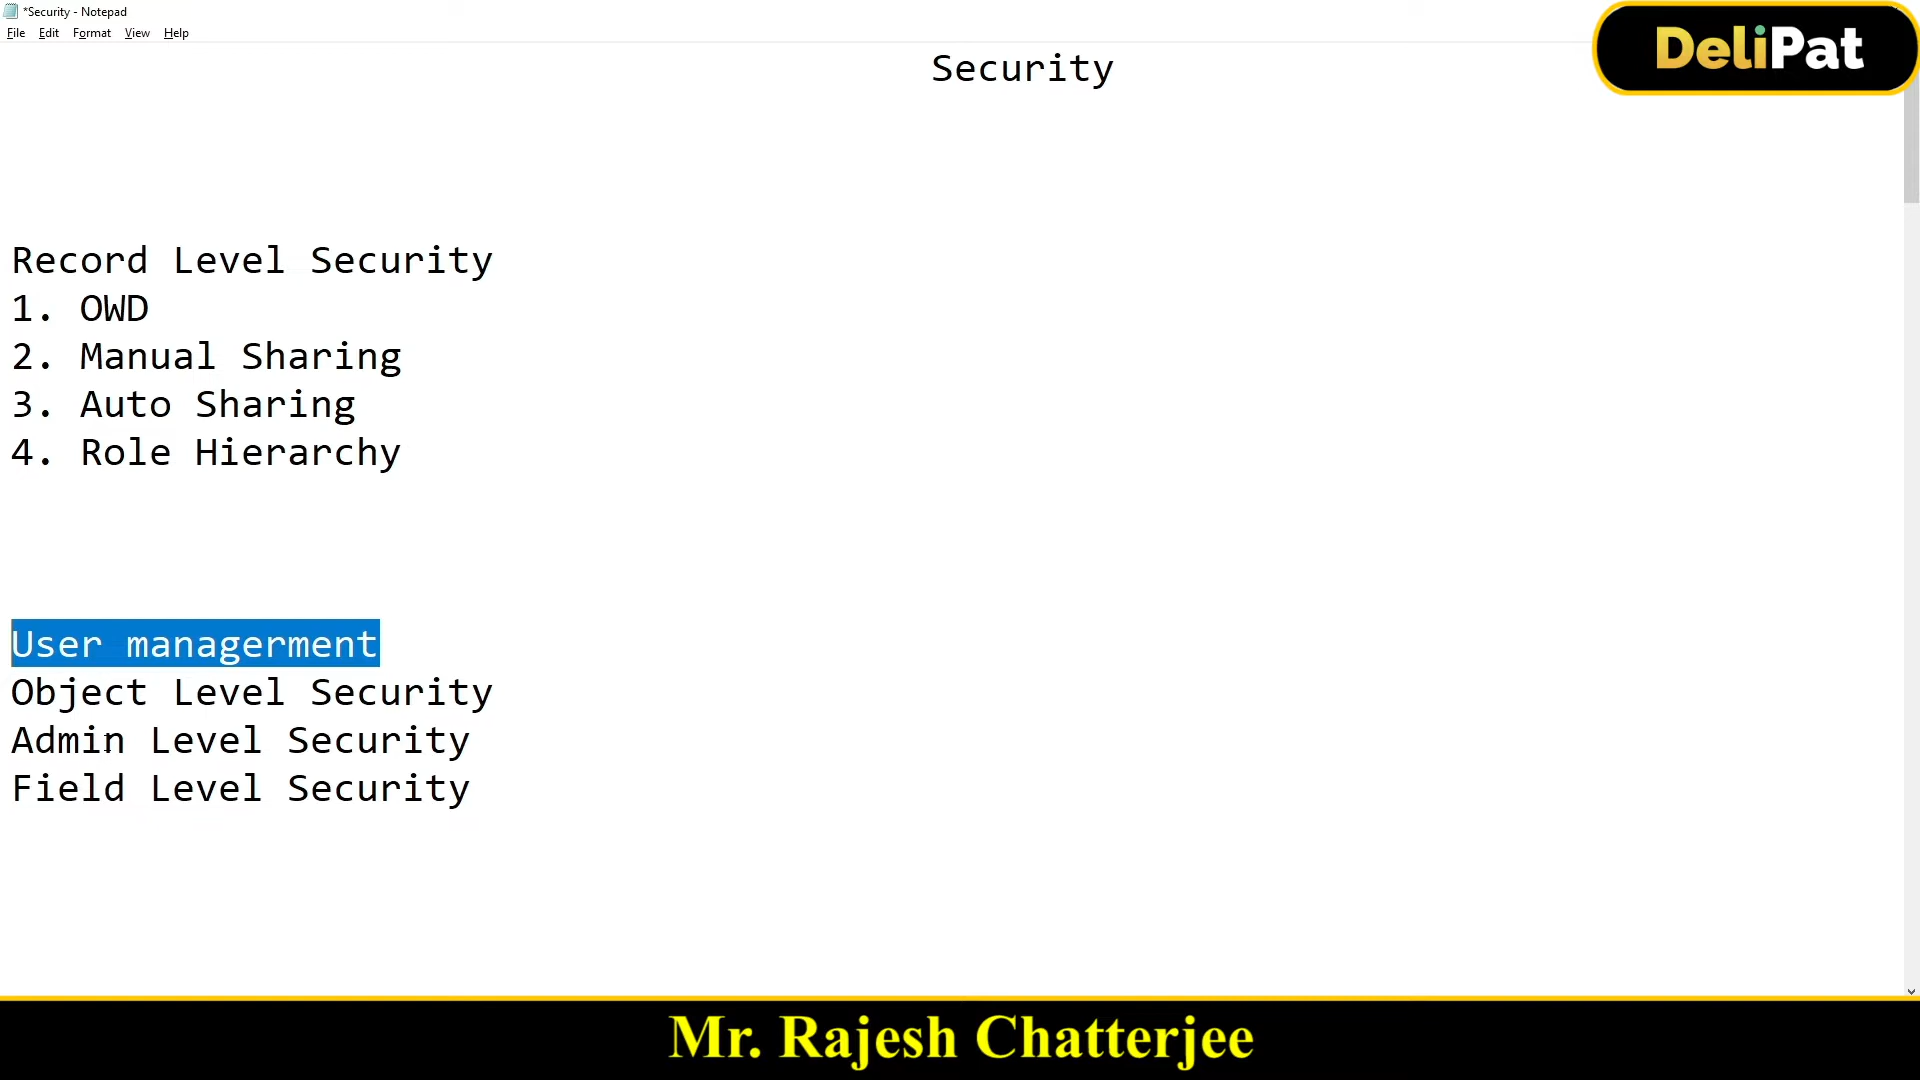 *Security - Notepad
File Edit Format View Help
DeliPat
Security
Record Level Security
1. OWD
2. Manual Sharing
3. Auto Sharing
4. Role Hierarchy
User managerment
Object Level Security
Admin Level Security
Field Level Security
Mr. Rajesh Chatterjee